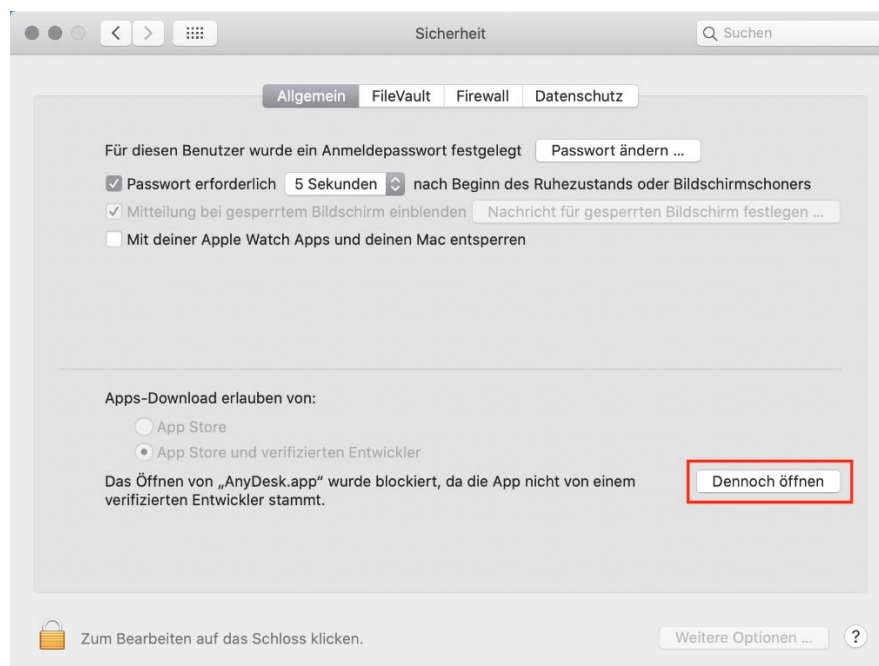 Sicherheit
Suchen
Allgemein FileVault Firewall Datenschutz
Für diesen Benutzer wurde ein Anmeldepasswort festgelegt Passwort ändern ...
Passwort erforderlich 5 Sekunden nach Beginn des Ruhezustands oder Bildschirmschoners
Mitteilung bei gesperrtem Bildschirm einblenden Nachricht für gesperrten Bildschirm festlegen ...
Mit deiner Apple Watch Apps und deinen Mac entsperren
Apps-Download erlauben von:
App Store
App Store und verifizierten Entwickler
Das Öffnen von „AnyDesk.app“ wurde blockiert, da die App nicht von einem Dennoch öffnen
verifizierten Entwickler stammt.
Zum Bearbeiten auf das Schloss klicken. Weitere Optionen ... ?